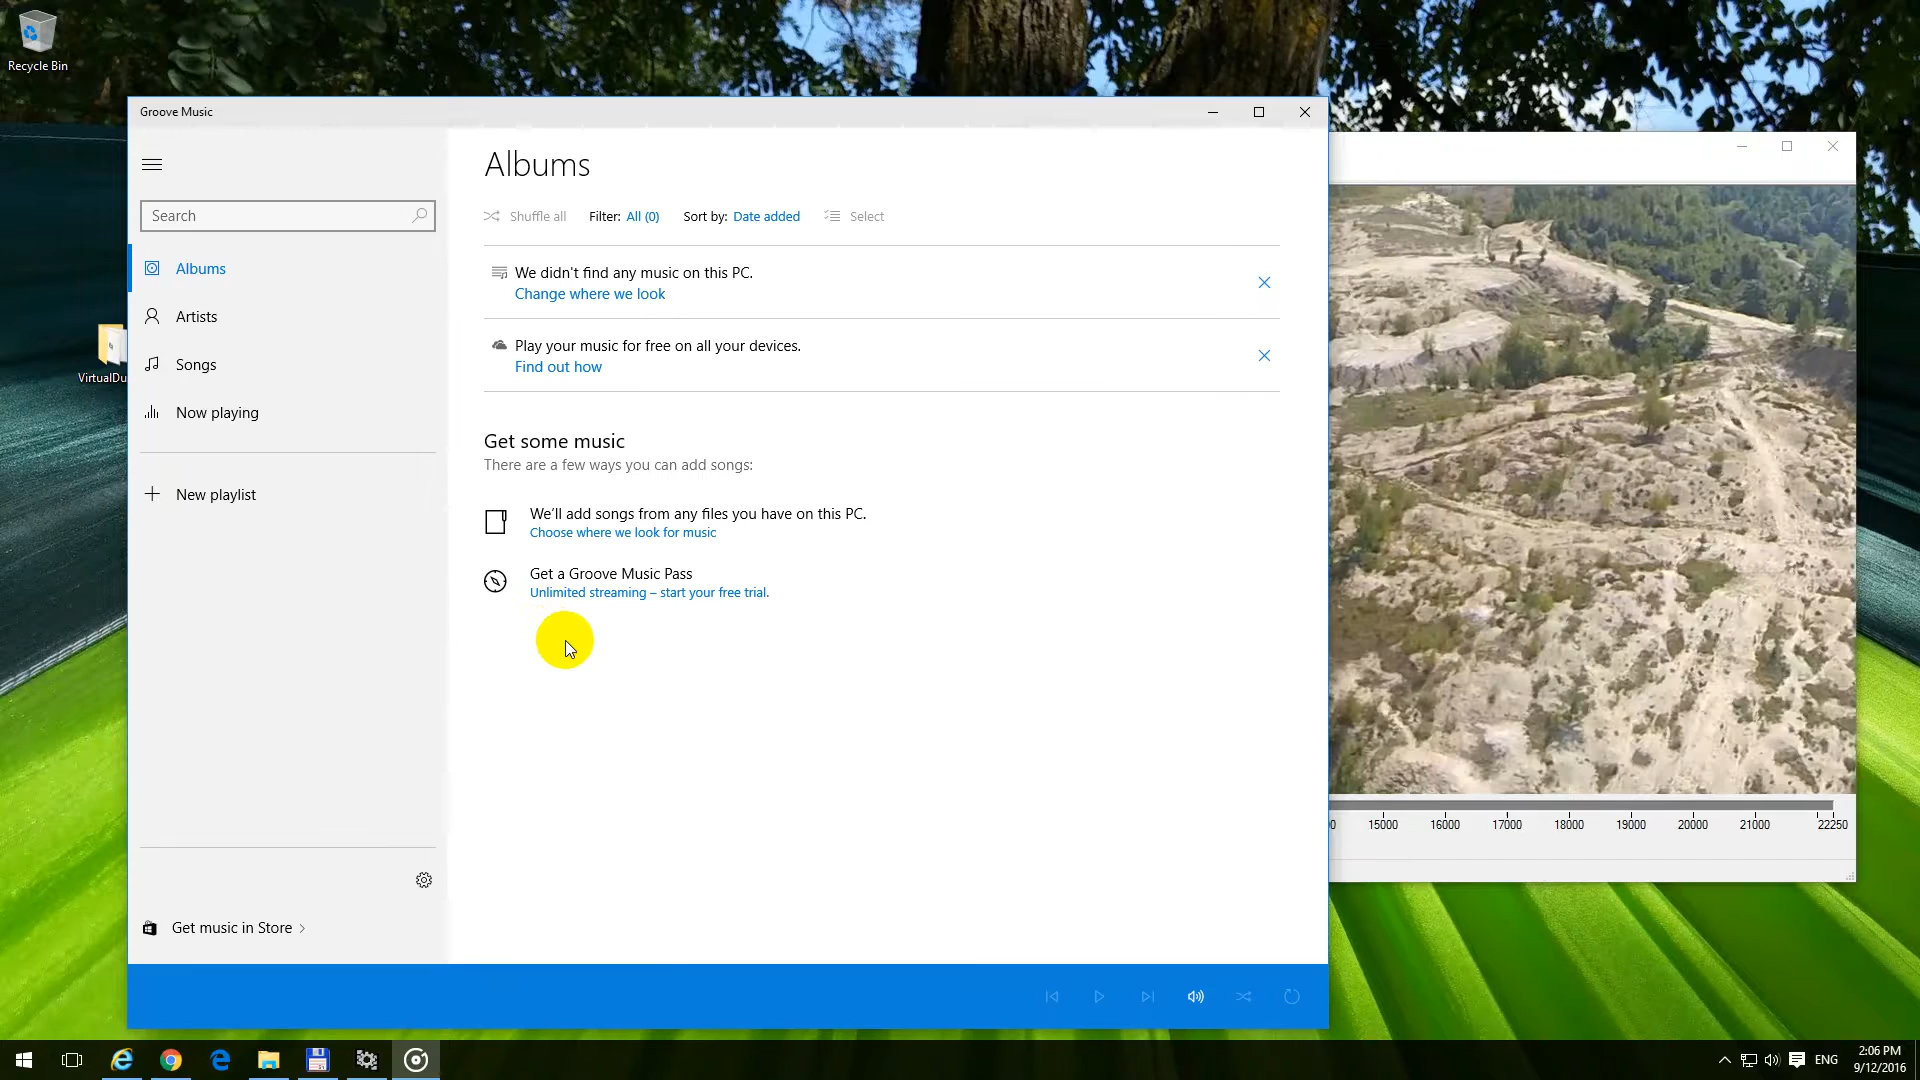 Recycle Bin
VirtualDu
Groove Music
Search
Albums
Artists
Songs
Now playing
New playlist
Get music in Store
Albums
Shuffle all Filter: All (0) Sort by: Date added Select
We didn't find any music on this PC.
Change where we look
Play your music for free on all your devices.
Find out how
Get some music
There are a few ways you can add songs:
We'll add songs from any files you have on this PC.
Choose where we look for music
Get a Groove Music Pass
Unlimited streaming – start your free trial.
0 15000 16000 17000 18000 19000 20000 21000 22250
ENG
2:06 PM
9/12/2016